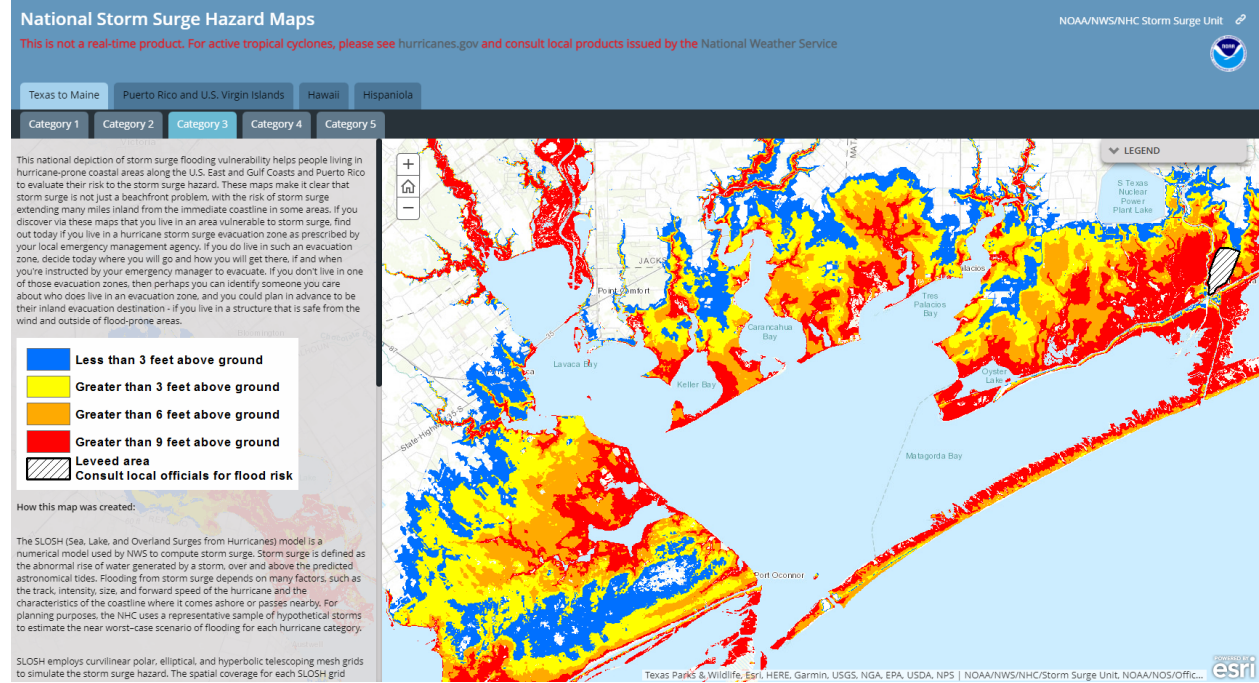 National Storm Surge Hazard Maps
NOAA/NWS/NHC Storm Surge Unit
This is not a real-time product. For active tropical cyclones, please see hurricanes.gov and consult local products issued by the National Weather Service
NOAA
Texas to Maine
Puerto Rico and U.S. Virgin Islands
Hawaii
Hispaniola
Category 1
Category 2
Category 3
Category 4
Category 5
This national depiction of storm surge flooding vulnerability helps people living in
hurricane-prone coastal areas along the U.S. East and Gulf Coasts and Puerto Rico
to evaluate their risk to the storm surge hazard. These maps make it clear that
storm surge is not just a beachfront problem, with the risk of storm surge
extending many miles inland from the immediate coastline in some areas. If you
discover via these maps that you live in an area vulnerable to storm surge, find
out today if you live in a hurricane storm surge evacuation zone as prescribed by
your local emergency management agency. If you do live in such an evacuation
zone, decide today where you will go and how you will get there, if and when
you're instructed by your emergency manager to evacuate. If you don't live in one
of those evacuation zones, then perhaps you can identify someone you care
about who does live in an evacuation zone, and you could plan in advance to be
their inland evacuation destination - if you live in a structure that is safe from the
wind and outside of flood-prone areas.
Less than 3 feet above ground
Greater than 3 feet above ground
Greater than 6 feet above ground
Greater than 9 feet above ground
Leveed area
Consult local officials for flood risk
How this map was created:
The SLOSH (Sea, Lake, and Overland Surges from Hurricanes) model is a
numerical model used by NWS to compute storm surge. Storm surge is defined as
the abnormal rise of water generated by a storm, over and above the predicted
astronomical tides. Flooding from storm surge depends on many factors, such as
the track, intensity, size, and forward speed of the hurricane and the
characteristics of the coastline where it comes ashore or passes nearby. For
planning purposes, the NHC uses a representative sample of hypothetical storms
to estimate the near worst–case scenario of flooding for each hurricane category.
SLOSH employs curvilinear polar, elliptical, and hyperbolic telescoping mesh grids
to simulate the storm surge hazard. The spatial coverage for each SLOSH grid
+
−
LEGEND
S Texas
Nuclear
Power
Plant Lake
MAT
JACKS
Point Comfort
Palacios
Tres
Palacios
Bay
Carancahua
Bay
Lavaca Bay
Keller Bay
Oyster
Lake
State Highway 35 S
Matagorda Bay
Port Oconnor
Texas Parks & Wildlife, Esri, HERE, Garmin, USGS, NGA, EPA, USDA, NPS | NOAA/NWS/NHC/Storm Surge Unit, NOAA/NOS/Offic...
POWERED BY
esri